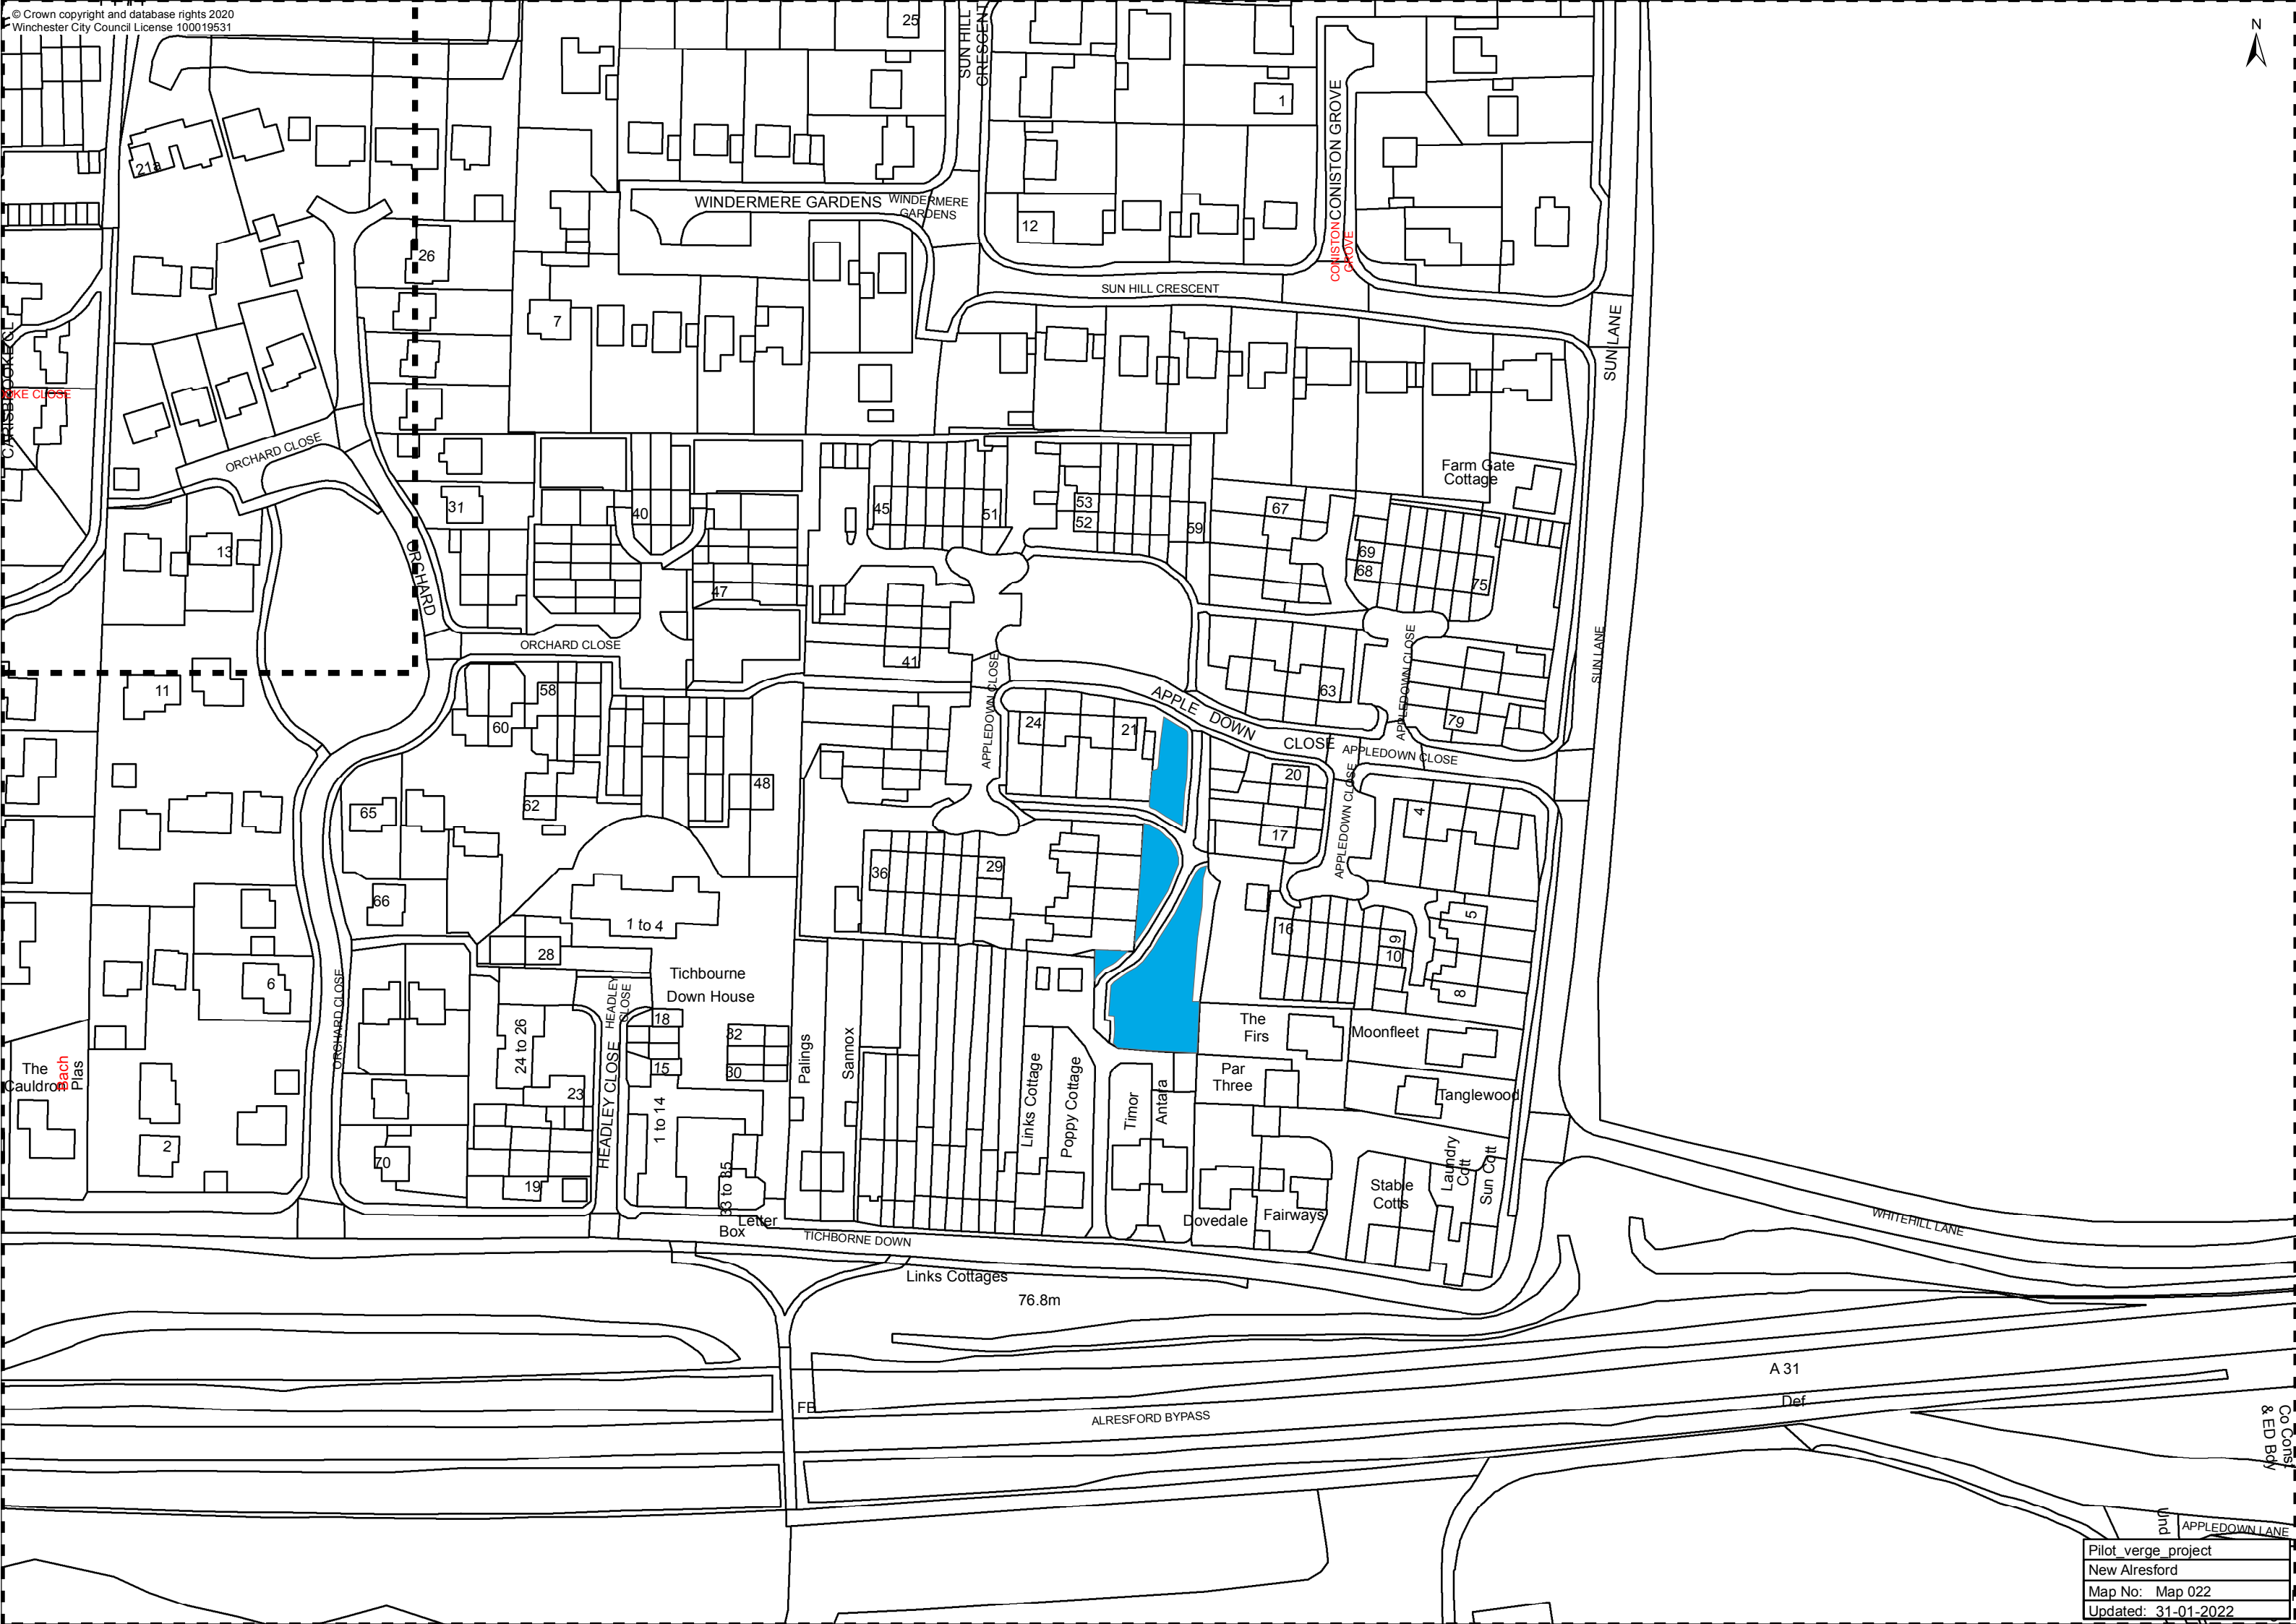 © Crown copyright and database rights 2020
Winchester City Council License 100019531
N
25
SUN HILL
CRESCENT
1
CONISTON GROVE
CONISTON
GROVE
21a
WINDERMERE GARDENS
WINDERMERE
GARDENS
12
26
SUN HILL CRESCENT
7
SUN LANE
CARISBROOKE CL
KE CLOSE
ORCHARD CLOSE
Farm Gate
Cottage
31
40
45
51
53
52
59
67
69
68
75
13
ORCHARD
47
ORCHARD CLOSE
41
APPLEDOWN CLOSE
63
APPLEDOWN CLOSE
SUN LANE
11
58
60
24
21
APPLE DOWN
CLOSE
79
APPLEDOWN CLOSE
20
APPLEDOWN CLOSE
48
62
65
4
17
36
29
66
1 to 4
16
9
10
5
8
28
6
ORCHARD CLOSE
Tichbourne
Down House
HEADLEY
CLOSE
18
32
15
30
24 to 26
23
HEADLEY CLOSE
1 to 14
Palings
Sannox
Links Cottage
Poppy Cottage
Timor
Antata
The
Firs
Moonfleet
Par
Three
Tanglewood
The
Cauldron
Bach
Plas
2
70
19
33 to 35
Letter
Box
TICHBORNE DOWN
Dovedale
Fairways
Stable
Cotts
Laundry
Cott
Sun Cott
WHITEHILL LANE
Links Cottages
76.8m
A 31
Def
FB
ALRESFORD BYPASS
Co Const
& ED Bdy
Und
APPLEDOWN LANE
Pilot_verge_project
New Alresford
Map No: Map 022
Updated: 31-01-2022